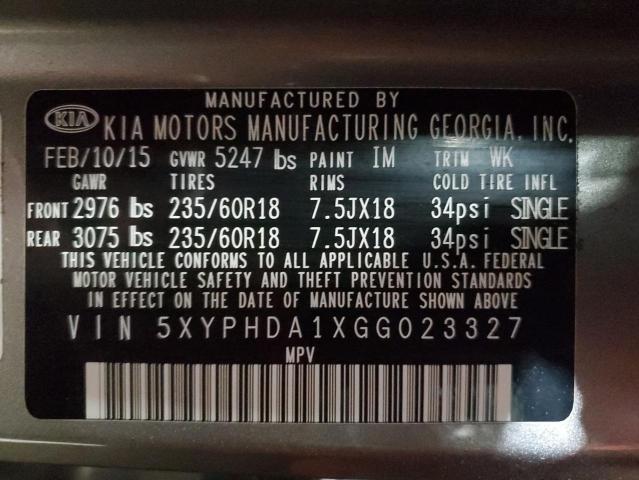 MANUFACTURED BY
KIA KIA MOTORS MANUFACTURING GEORGIA, INC.
FEB/10/15 GVWR 5247 lbs PAINT IM TRIM WK
GAWR TIRES RIMS COLD TIRE INFL
FRONT 2976 lbs 235/60R18 7.5JX18 34psi SINGLE
REAR 3075 lbs 235/60R18 7.5JX18 34psi SINGLE
THIS VEHICLE CONFORMS TO ALL APPLICABLE U.S.A. FEDERAL
MOTOR VEHICLE SAFETY AND THEFT PREVENTION STANDARDS
IN EFFECT ON THE DATE OF MANUFACTURE SHOWN ABOVE
VIN 5XYPHDA1XGG023327
MPV